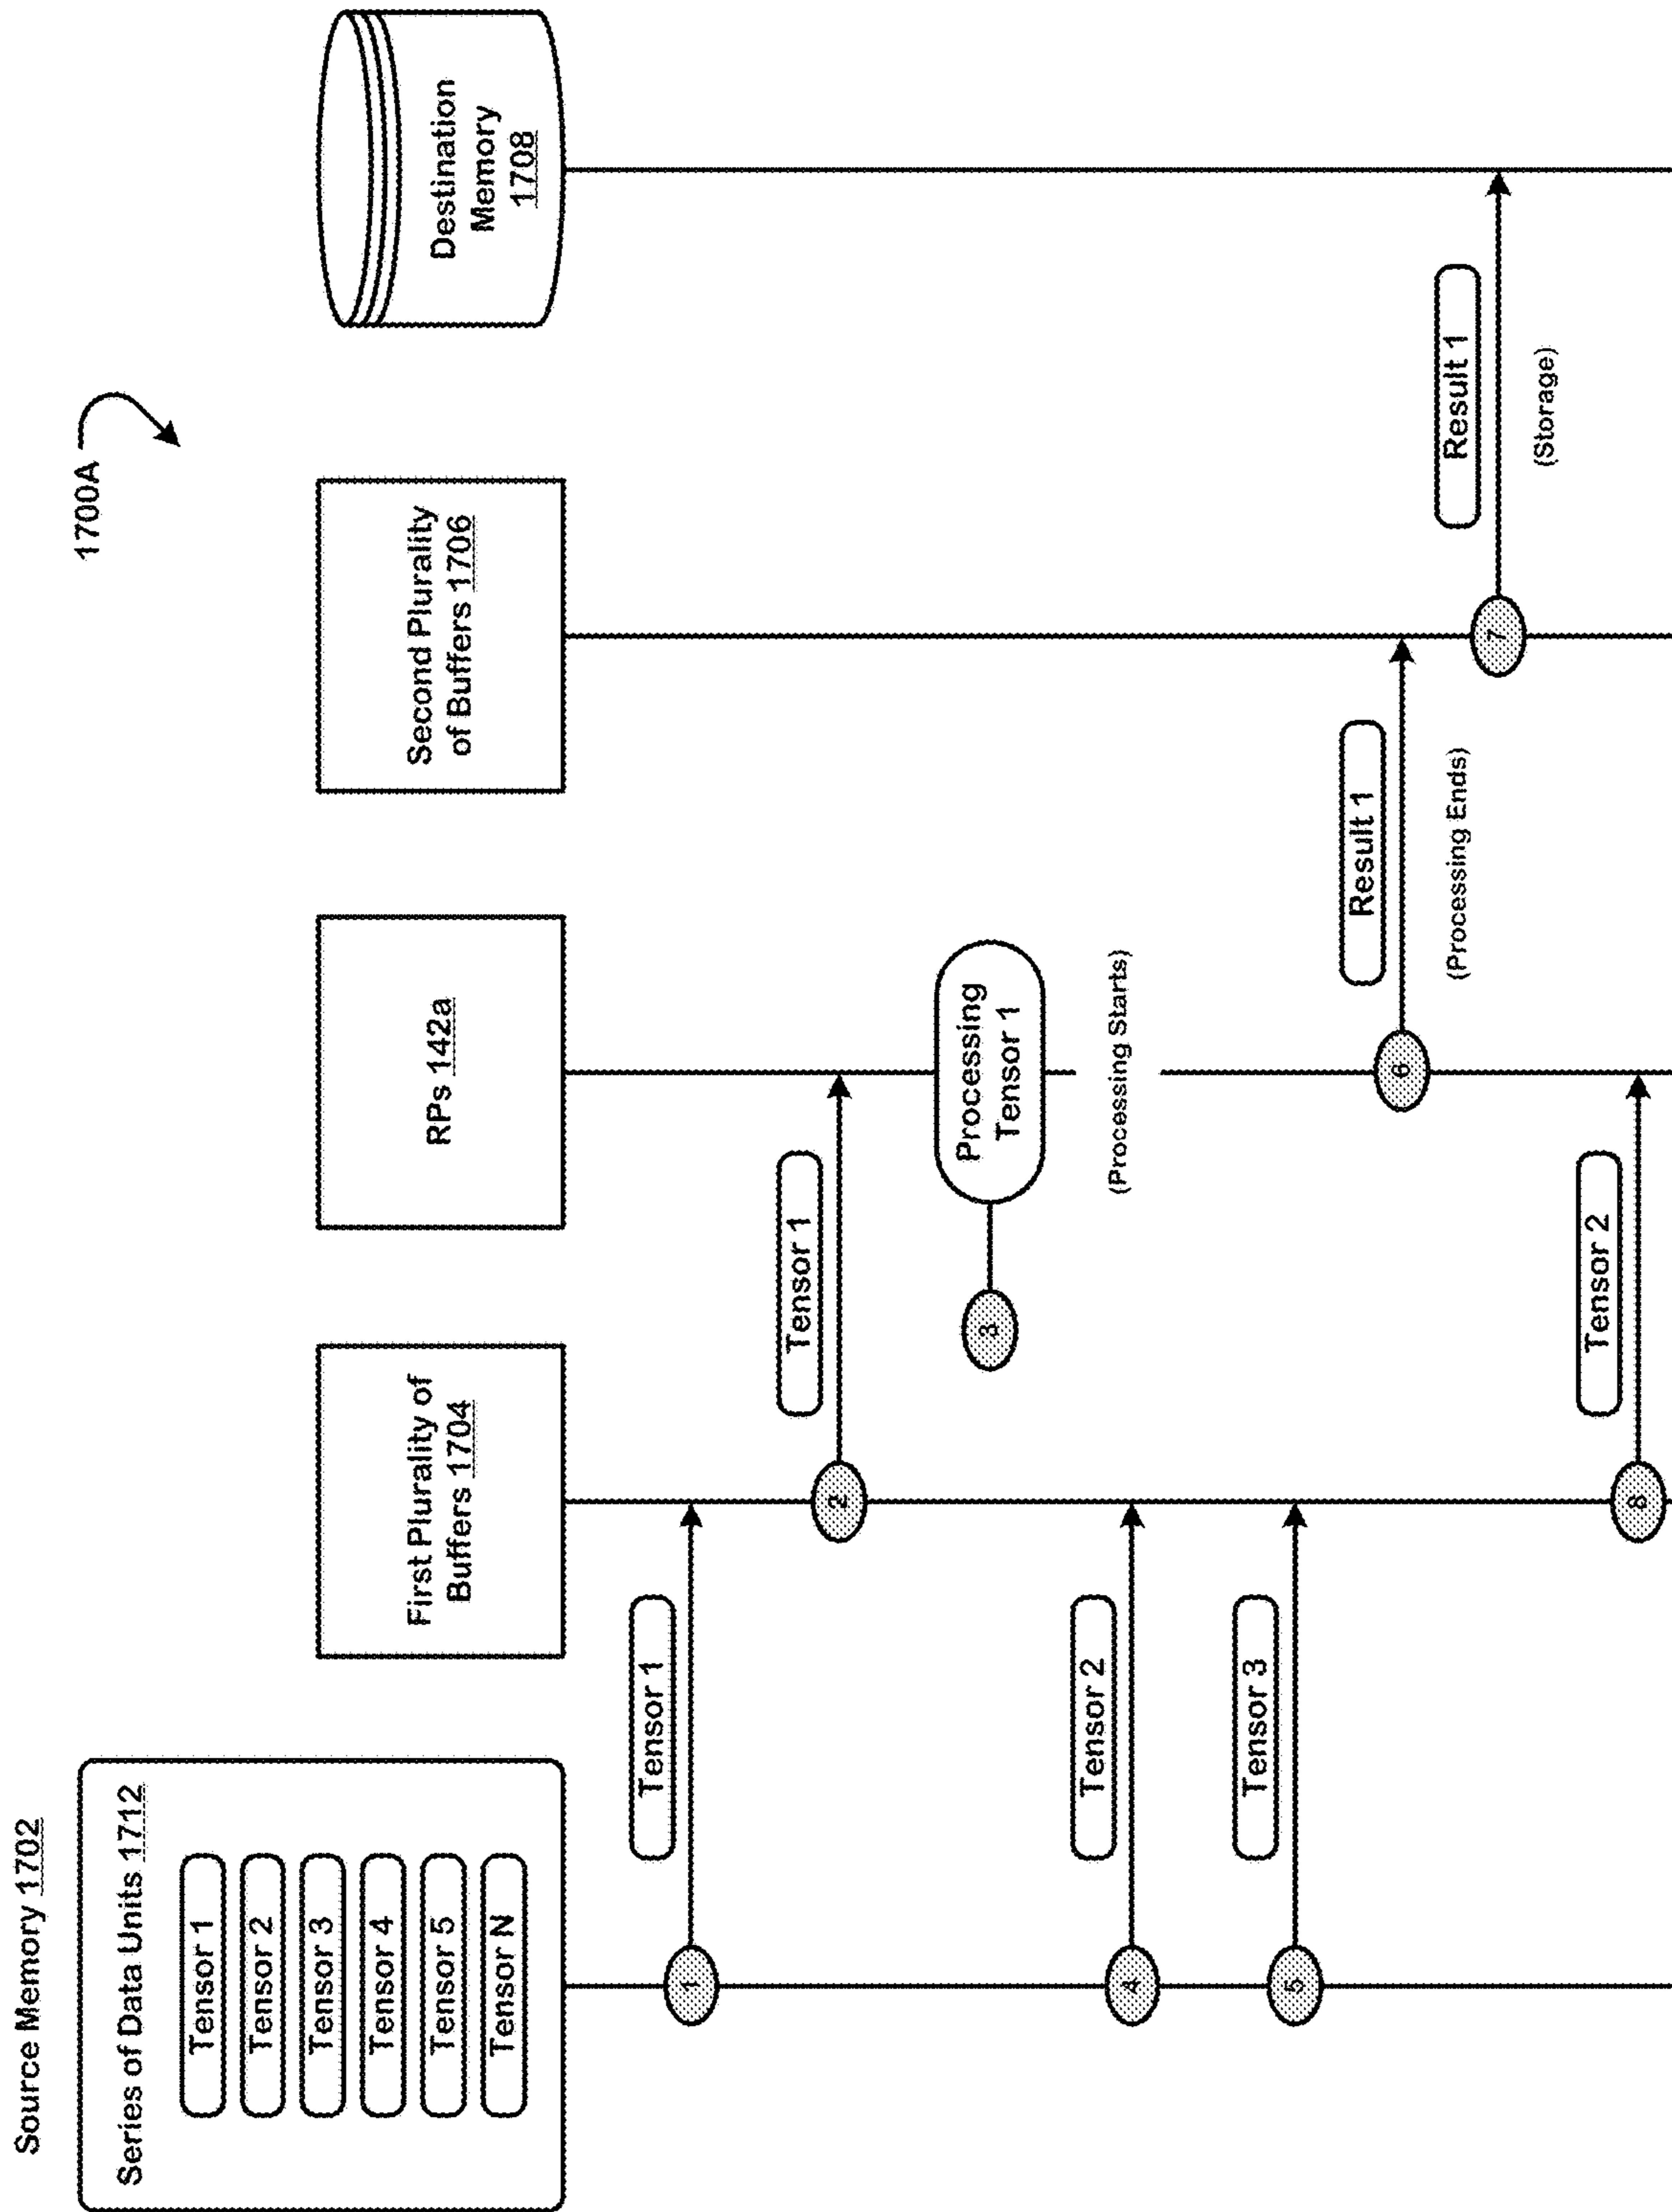 1700A
Source Memory 1702
Series of Data Units 1712
Tensor 1
Tensor 2
Tensor 3
Tensor 4
Tensor 5
Tensor N
First Plurality of
Buffers 1704
RPs 142a
Second Plurality
of Buffers 1706
Destination
Memory
1708
Tensor 1
1
Tensor 1
2
3
Processing
Tensor 1
(Processing Starts)
Tensor 2
4
Tensor 3
5
Result 1
6
(Processing Ends)
Result 1
7
(Storage)
Tensor 2
8